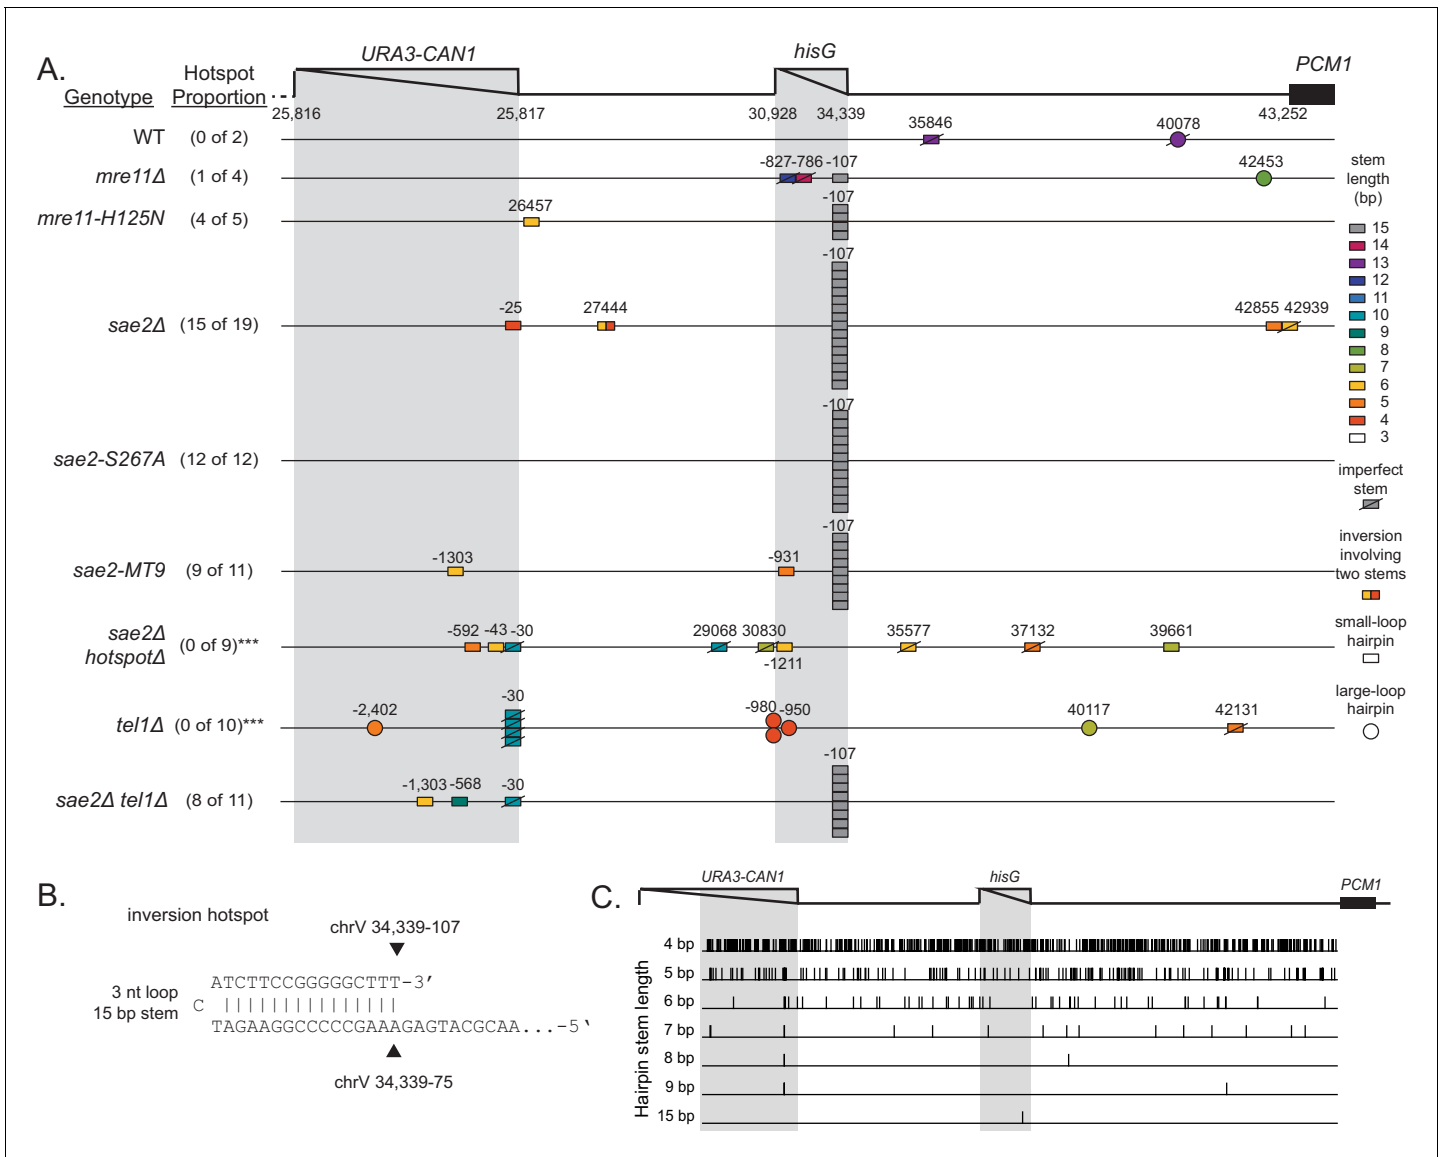 A.
URA3-CAN1
hisG
PCM1
Genotype
Hotspot
Proportion
25,816
25,817
30,928
34,339
43,252
WT (0 of 2)
35846
40078
mre11Δ (1 of 4)
-827 -786 -107
42453
mre11-H125N (4 of 5)
26457
-107
sae2Δ (15 of 19)
-25
27444
-107
42855 42939
sae2-S267A (12 of 12)
-107
sae2-MT9 (9 of 11)
-1303
-931
-107
sae2Δ
hotspotΔ
(0 of 9)***
-592 -43 -30
29068 30830
-1211
35577
37132
39661
tel1Δ (0 of 10)***
-2,402
-30
-980 -950
40117
42131
sae2Δ tel1Δ (8 of 11)
-1,303 -568 -30
-107
stem
length
(bp)
15
14
13
12
11
10
9
8
7
6
5
4
3
imperfect
stem
inversion
involving
two stems
small-loop
hairpin
large-loop
hairpin
B.
inversion hotspot
chrV 34,339-107
3 nt loop
15 bp stem
ATCTTCCGGGGGCTTT-3′
C
TAGAAGGCCCCCGAAAGAGTACGCAA...-5‵
chrV 34,339-75
C.
URA3-CAN1
hisG
PCM1
Hairpin stem length
4 bp
5 bp
6 bp
7 bp
8 bp
9 bp
15 bp